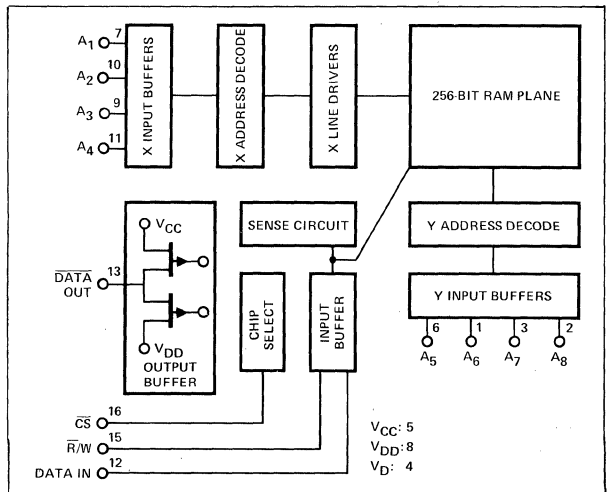 A1 7
A2 10
A3 9
A4 11
X INPUT BUFFERS
X ADDRESS DECODE
X LINE DRIVERS
256-BIT RAM PLANE
VCC
VDD
OUTPUT
BUFFER
DATA
OUT
13
SENSE CIRCUIT
CHIP
SELECT
INPUT
BUFFER
Y ADDRESS DECODE
Y INPUT BUFFERS
6 1 3 2
A5 A6 A7 A8
CS 16
R/W 15
DATA IN 12
VCC: 5
VDD: 8
VD: 4